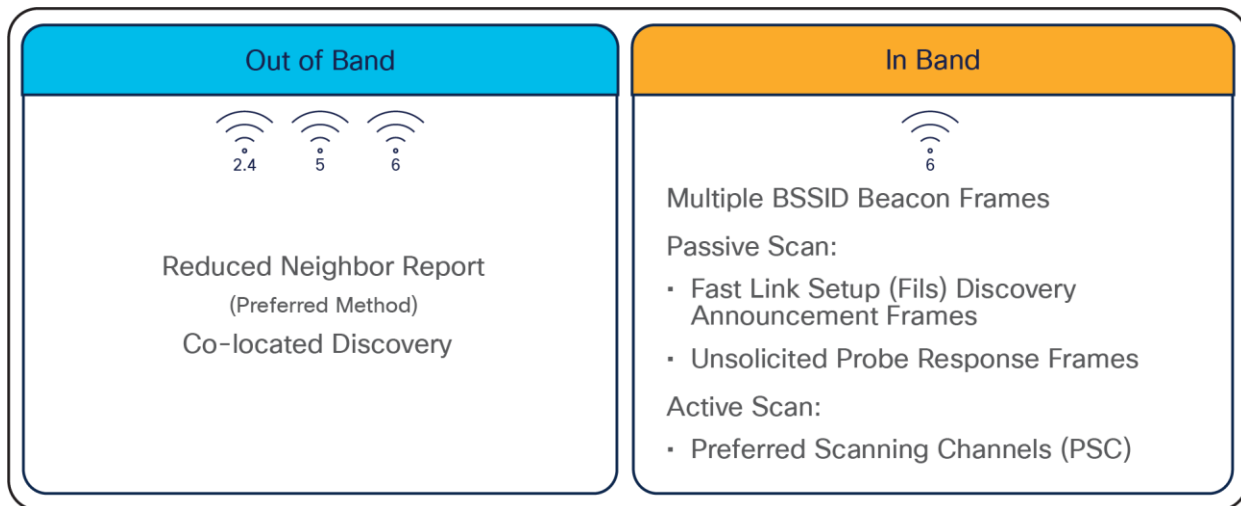 Out of Band
2.4 5 6
Reduced Neighbor Report
(Preferred Method)
Co-located Discovery
In Band
6
Multiple BSSID Beacon Frames
Passive Scan:
· Fast Link Setup (Fils) Discovery
Announcement Frames
· Unsolicited Probe Response Frames
Active Scan:
· Preferred Scanning Channels (PSC)